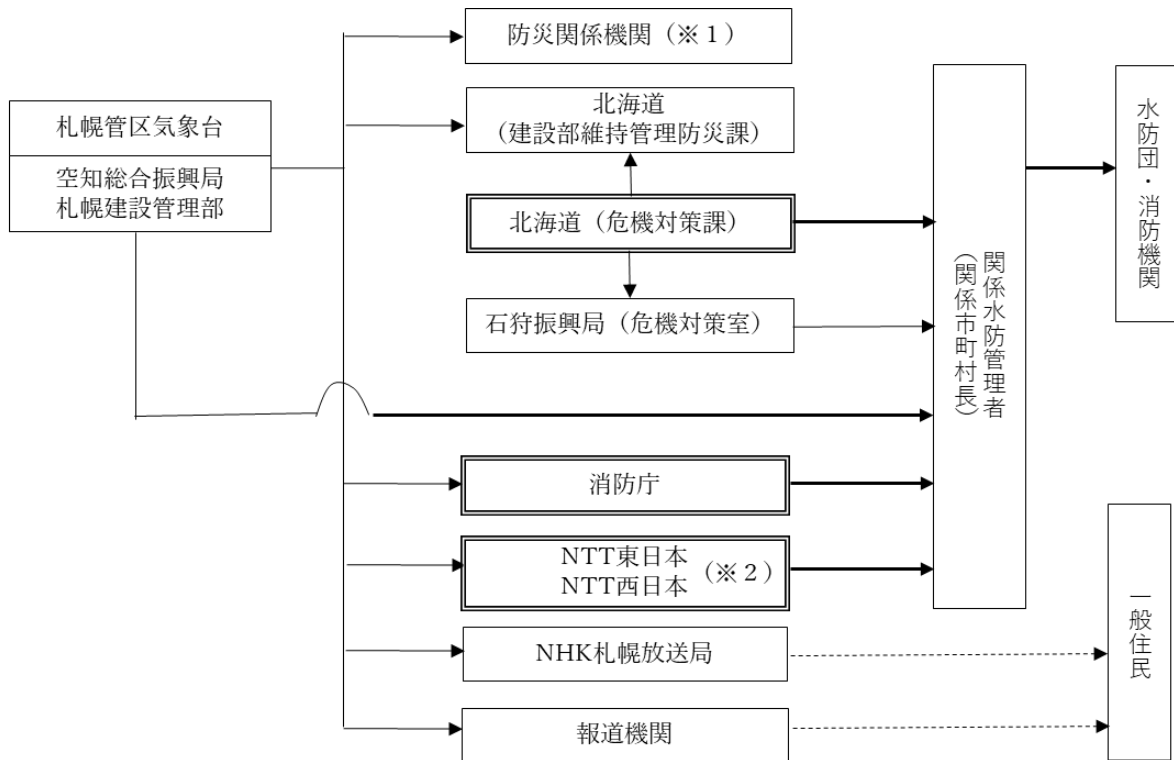 防災関係機関（※１）
北海道
（建設部維持管理防災課）
札幌管区気象台
空知総合振興局
札幌建設管理部
北海道（危機対策課）
石狩振興局（危機対策室）
消防庁
NTT東日本
NTT西日本
（※２）
NHK札幌放送局
報道機関
関係水防管理者
（関係市町村長）
水防団・消防機関
一般住民